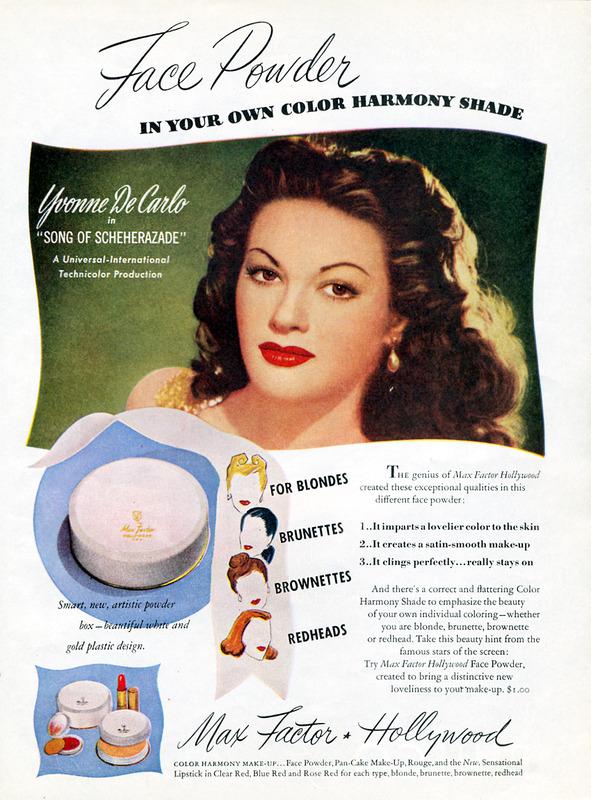 Face Powder
IN YOUR OWN COLOR HARMONY SHADE
Yvonne De Carlo
in
"SONG OF SCHEHERAZADE"
A Universal-International
Technicolor Production
Max Factor
HOLLYWOOD
Smart, new, artistic powder
box—beautiful white and
gold plastic design.
FOR BLONDES
BRUNETTES
BROWNETTES
REDHEADS
THE genius of Max Factor Hollywood
created these exceptional qualities in this
different face powder:
1..It imparts a lovelier color to the skin
2..It creates a satin-smooth make-up
3..It clings perfectly...really stays on
And there's a correct and flattering Color
Harmony Shade to emphasize the beauty
of your own individual coloring—whether
you are blonde, brunette, brownette
or redhead. Take this beauty hint from the
famous stars of the screen:
Try Max Factor Hollywood Face Powder,
created to bring a distinctive new
loveliness to your make-up. $1.00
Max Factor ★ Hollywood
COLOR HARMONY MAKE-UP... Face Powder, Pan-Cake Make-Up, Rouge, and the New, Sensational
Lipstick in Clear Red, Blue Red and Rose Red for each type, blonde, brunette, brownette, redhead